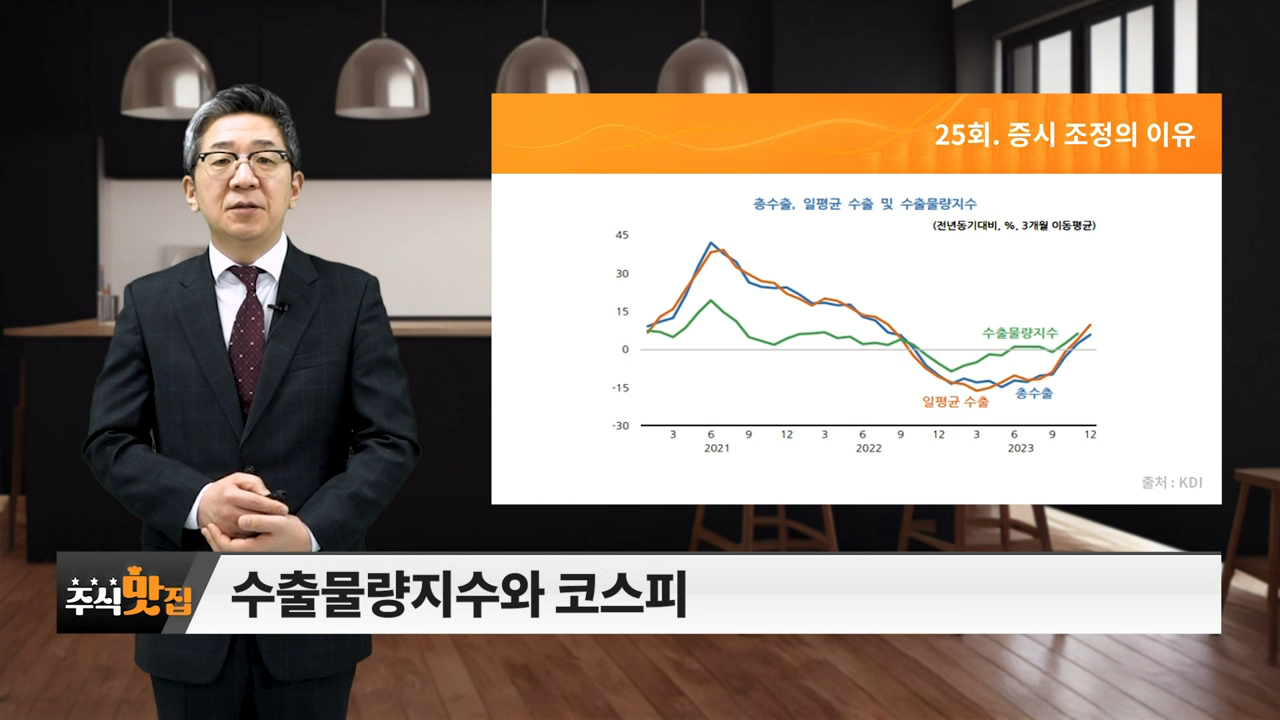 25회. 증시 조정의 이유
총수출, 일평균 수출 및 수출물량지수
(전년동기대비, %, 3개월 이동평균)
45
30
15
0
-15
-30
수출물량지수
총수출
일평균 수출
3 6 9 12 3 6 9 12 3 6 9 12
2021 2022 2023
출처 : KDI
주식맛집
수출물량지수와 코스피